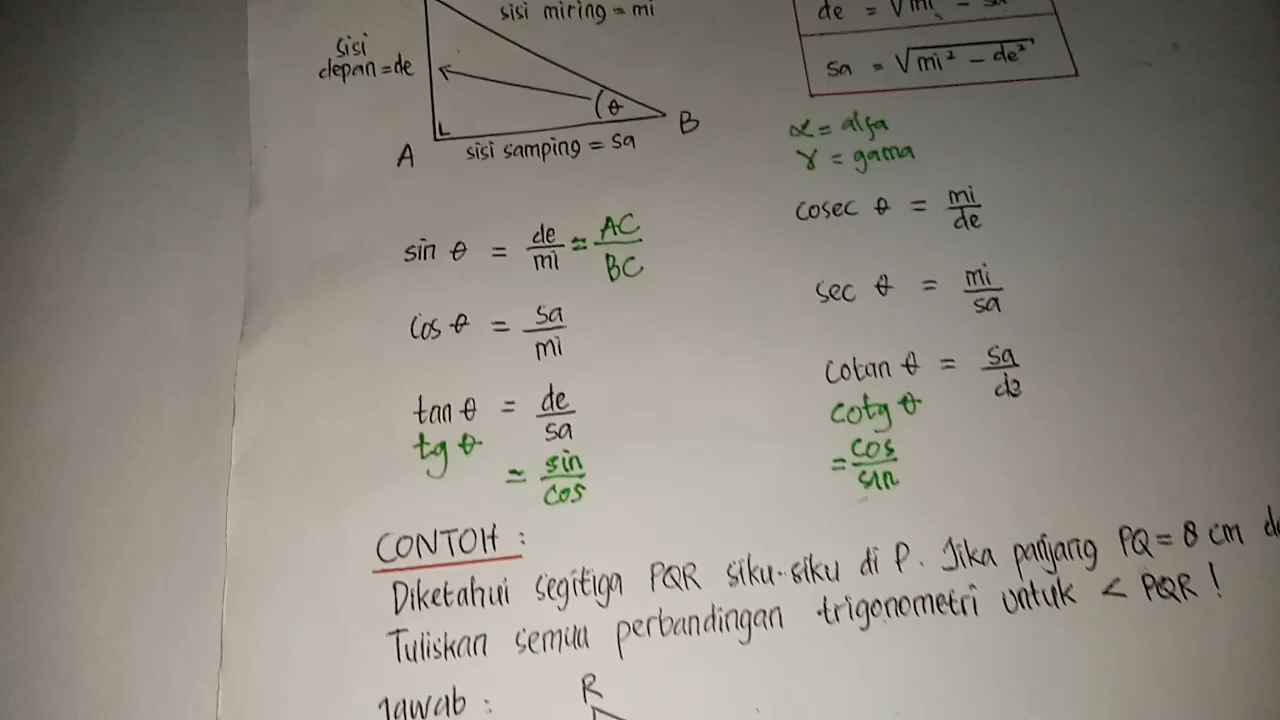 sisi miring = mi
de = √mi² - sa
sisi
depan = de
sa = √mi² - de²
θ
A
B
sisi samping = sa
α = alfa
γ = gama
cosec θ = mi/de
sin θ = de/mi = AC/BC
sec θ = mi/sa
cos θ = sa/mi
cotan θ = sa/de
cotg θ
= cos/sin
tan θ = de/sa
tg θ
= sin/cos
CONTOH :
Diketahui segitiga PQR siku-siku di P. Jika panjang PQ = 8 cm
Tuliskan semua perbandingan trigonometri untuk < PQR !
Jawab :
R